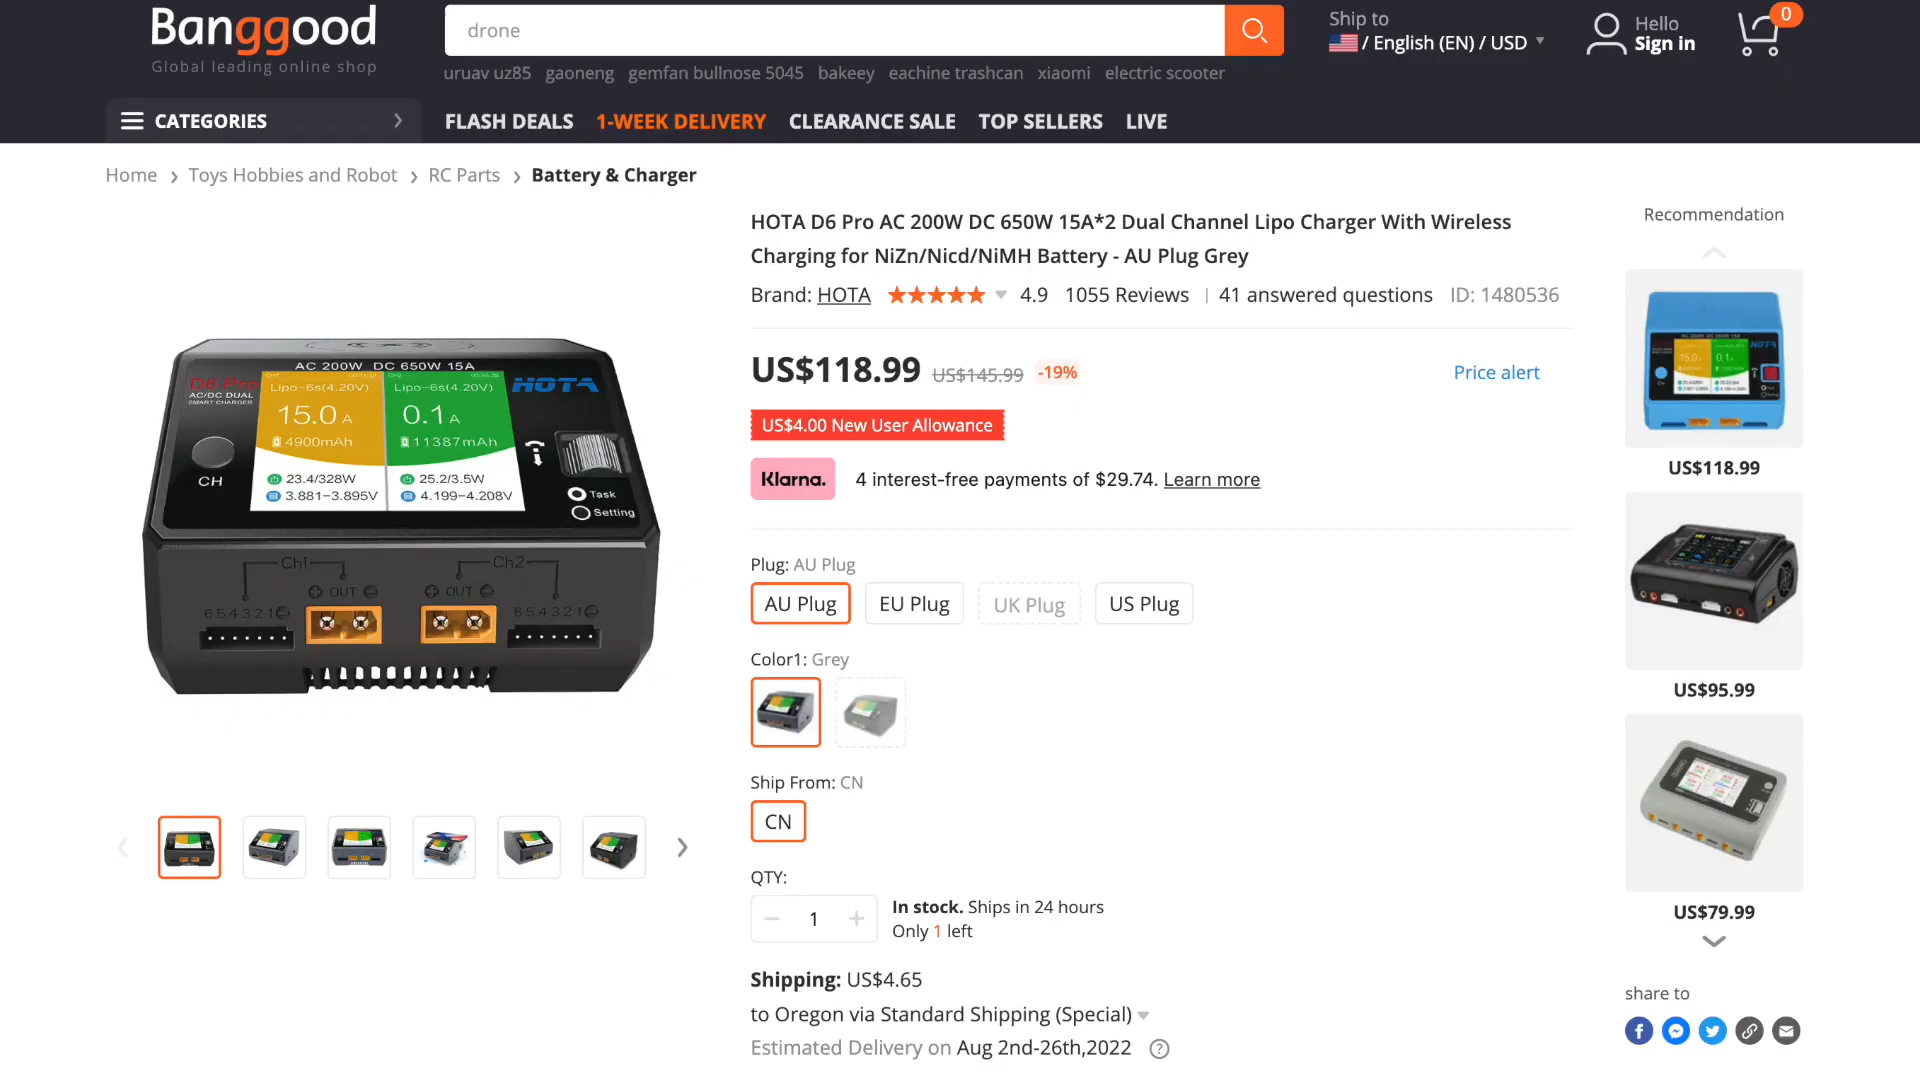 Banggood
Global leading online shop
drone
uruav uz85 gaoneng gemfan bullnose 5045 bakeey eachine trashcan xiaomi electric scooter
Ship to
/ English (EN) / USD
Hello
Sign in
0
CATEGORIES
FLASH DEALS 1-WEEK DELIVERY CLEARANCE SALE TOP SELLERS LIVE
Home > Toys Hobbies and Robot > RC Parts > Battery & Charger
AC 200W DC 650W 15A
D6 Pro
AC/DC DUAL
SMART CHARGER
HOTA
Lipo-6s(4.20V) Lipo-6s(4.20V)
15.0 A 0.1 A
4900mAh 11387mAh
23.4/328W 25.2/3.5W
3.881-3.895V 4.199-4.208V
CH
Task
Setting
Ch1 Ch2
OUT OUT
654321 654321
HOTA D6 Pro AC 200W DC 650W 15A*2 Dual Channel Lipo Charger With Wireless
Charging for NiZn/Nicd/NiMH Battery - AU Plug Grey
Brand: HOTA 4.9 1055 Reviews | 41 answered questions ID: 1480536
US$118.99 US$145.99 -19%
Price alert
US$4.00 New User Allowance
Klarna. 4 interest-free payments of $29.74. Learn more
Plug: AU Plug
AU Plug EU Plug UK Plug US Plug
Color1: Grey
Ship From: CN
CN
QTY:
− 1 +
In stock. Ships in 24 hours
Only 1 left
Shipping: US$4.65
to Oregon via Standard Shipping (Special)
Estimated Delivery on Aug 2nd-26th,2022 ?
Recommendation
AC 200W DC 650W 15A
HOTA
US$118.99
US$95.99
US$79.99
share to